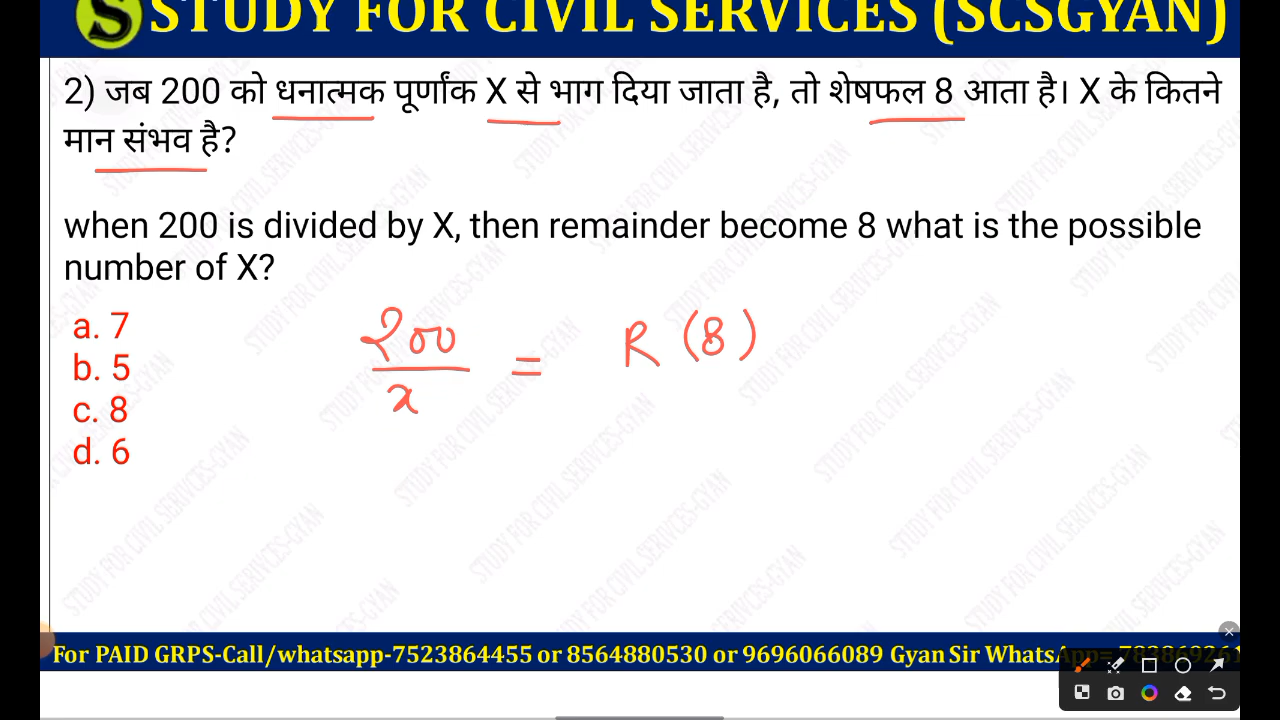 S STUDY FOR CIVIL SERVICES (SCSGYAN)
2) जब 200 को धनात्मक पूर्णांक X से भाग दिया जाता है, तो शेषफल 8 आता है। X के कितने
मान संभव है?
when 200 is divided by X, then remainder become 8 what is the possible
number of X?
a. 7
b. 5
c. 8
d. 6
200
x
= R (8)
For PAID GRPS-Call/whatsapp-7523864455 or 8564880530 or 9696066089 Gyan Sir WhatsApp=